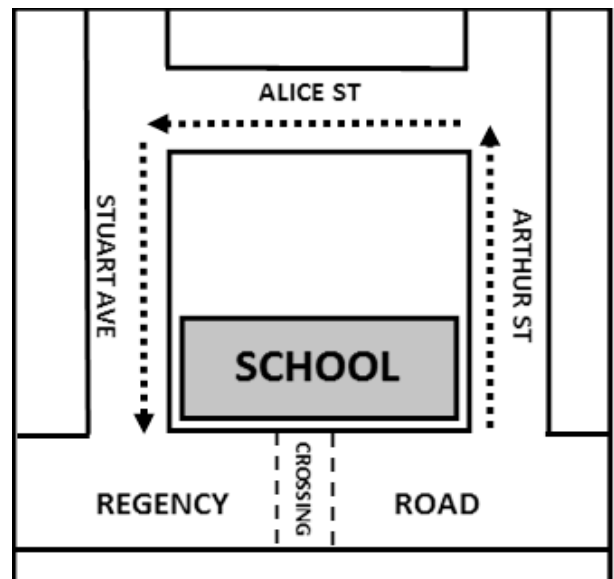 ALICE ST
STUART AVE
ARTHUR ST
SCHOOL
CROSSING
REGENCY
ROAD